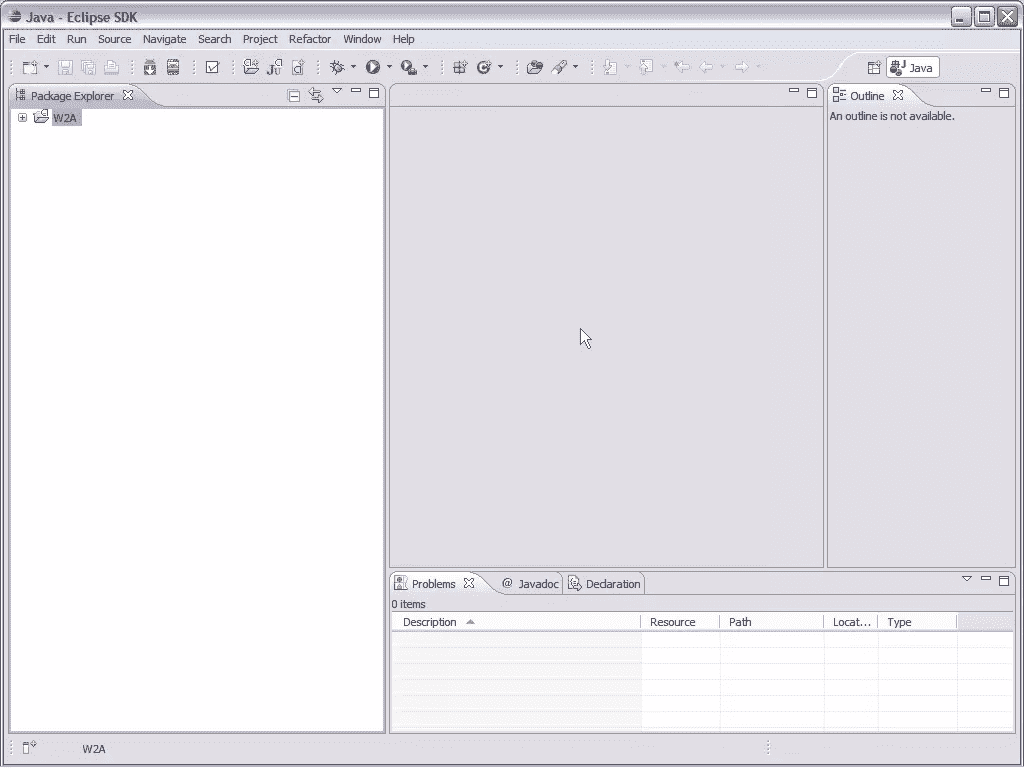 Java - Eclipse SDK
File Edit Run Source Navigate Search Project Refactor Window Help
Java
Package Explorer
Outline
W2A
An outline is not available.
Problems @ Javadoc Declaration
0 items
Description Resource Path Locat... Type
W2A